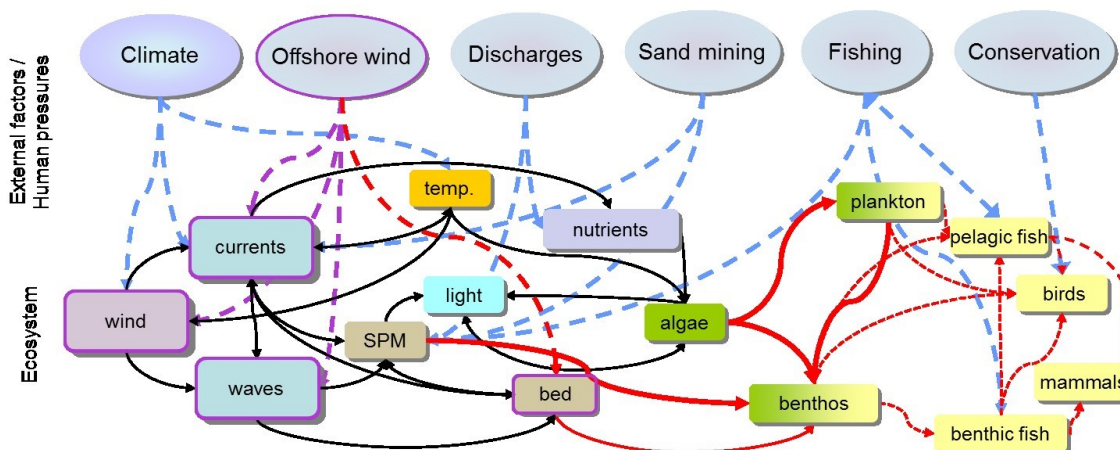 Climate
Offshore wind
Discharges
Sand mining
Fishing
Conservation
External factors /
Human pressures
Ecosystem
temp.
plankton
currents
nutrients
pelagic fish
light
birds
wind
SPM
algae
waves
bed
benthos
mammals
benthic fish